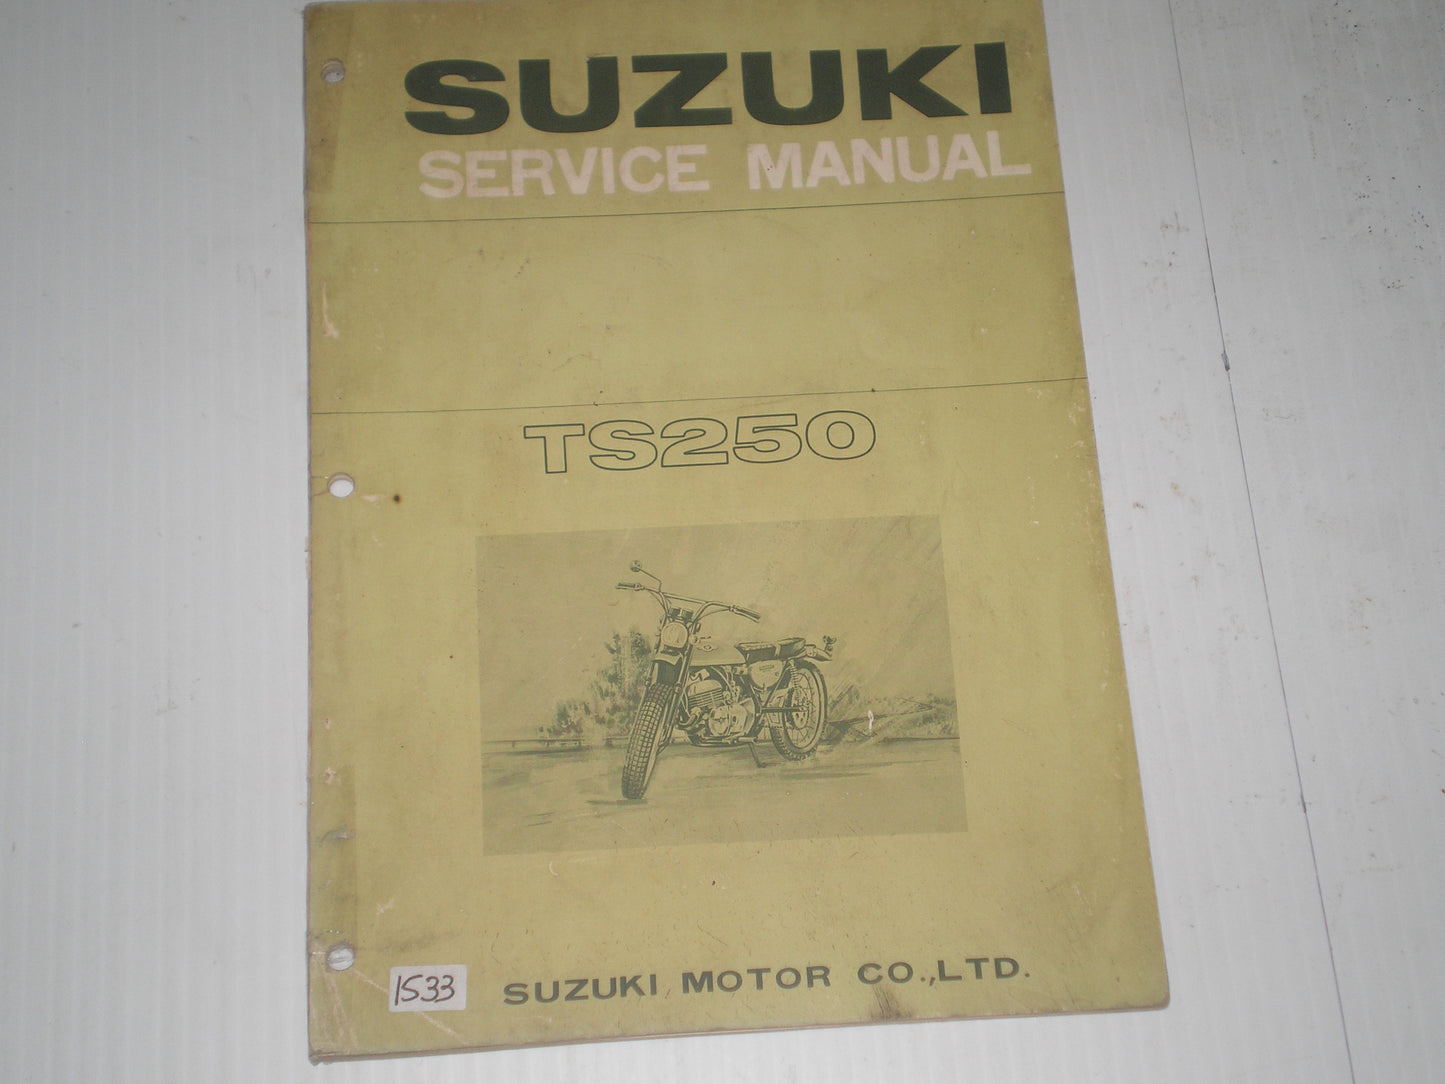 SUZUKI
SERVICE MANUAL
TS250
1533
SUZUKI MOTOR CO.,LTD.